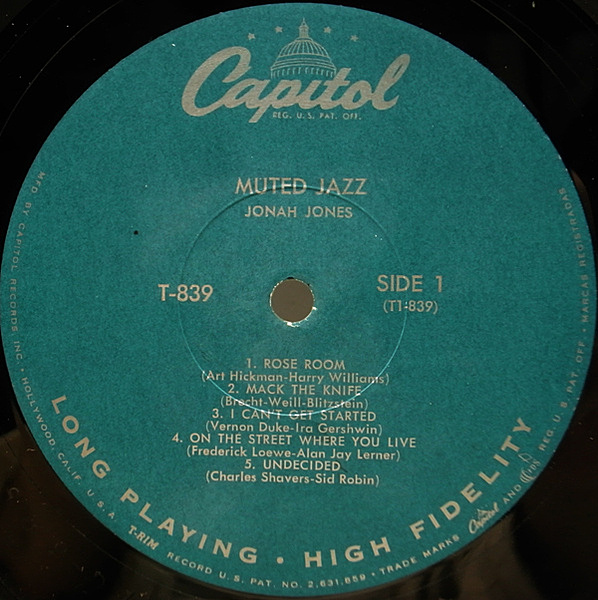 Capitol
REG. U.S. PAT. OFF.
MUTED JAZZ
JONAH JONES
T-839
SIDE 1
(T1-839)
1. ROSE ROOM
(Art Hickman-Harry Williams)
2. MACK THE KNIFE
(Brecht-Weill-Blitzstein)
3. I CAN'T GET STARTED
(Vernon Duke-Ira Gershwin)
4. ON THE STREET WHERE YOU LIVE
(Frederick Loewe-Alan Jay Lerner)
5. UNDECIDED
(Charles Shavers-Sid Robin)
LONG PLAYING • HIGH FIDELITY
MFD. BY CAPITOL RECORDS, INC. • HOLLYWOOD, CALIF. U.S.A. T-RIM RECORD U.S. PAT. NO. 2,631,859 • TRADE MARKS Capitol AND REG. U.S. PAT. OFF. • MARCAS REGISTRADAS